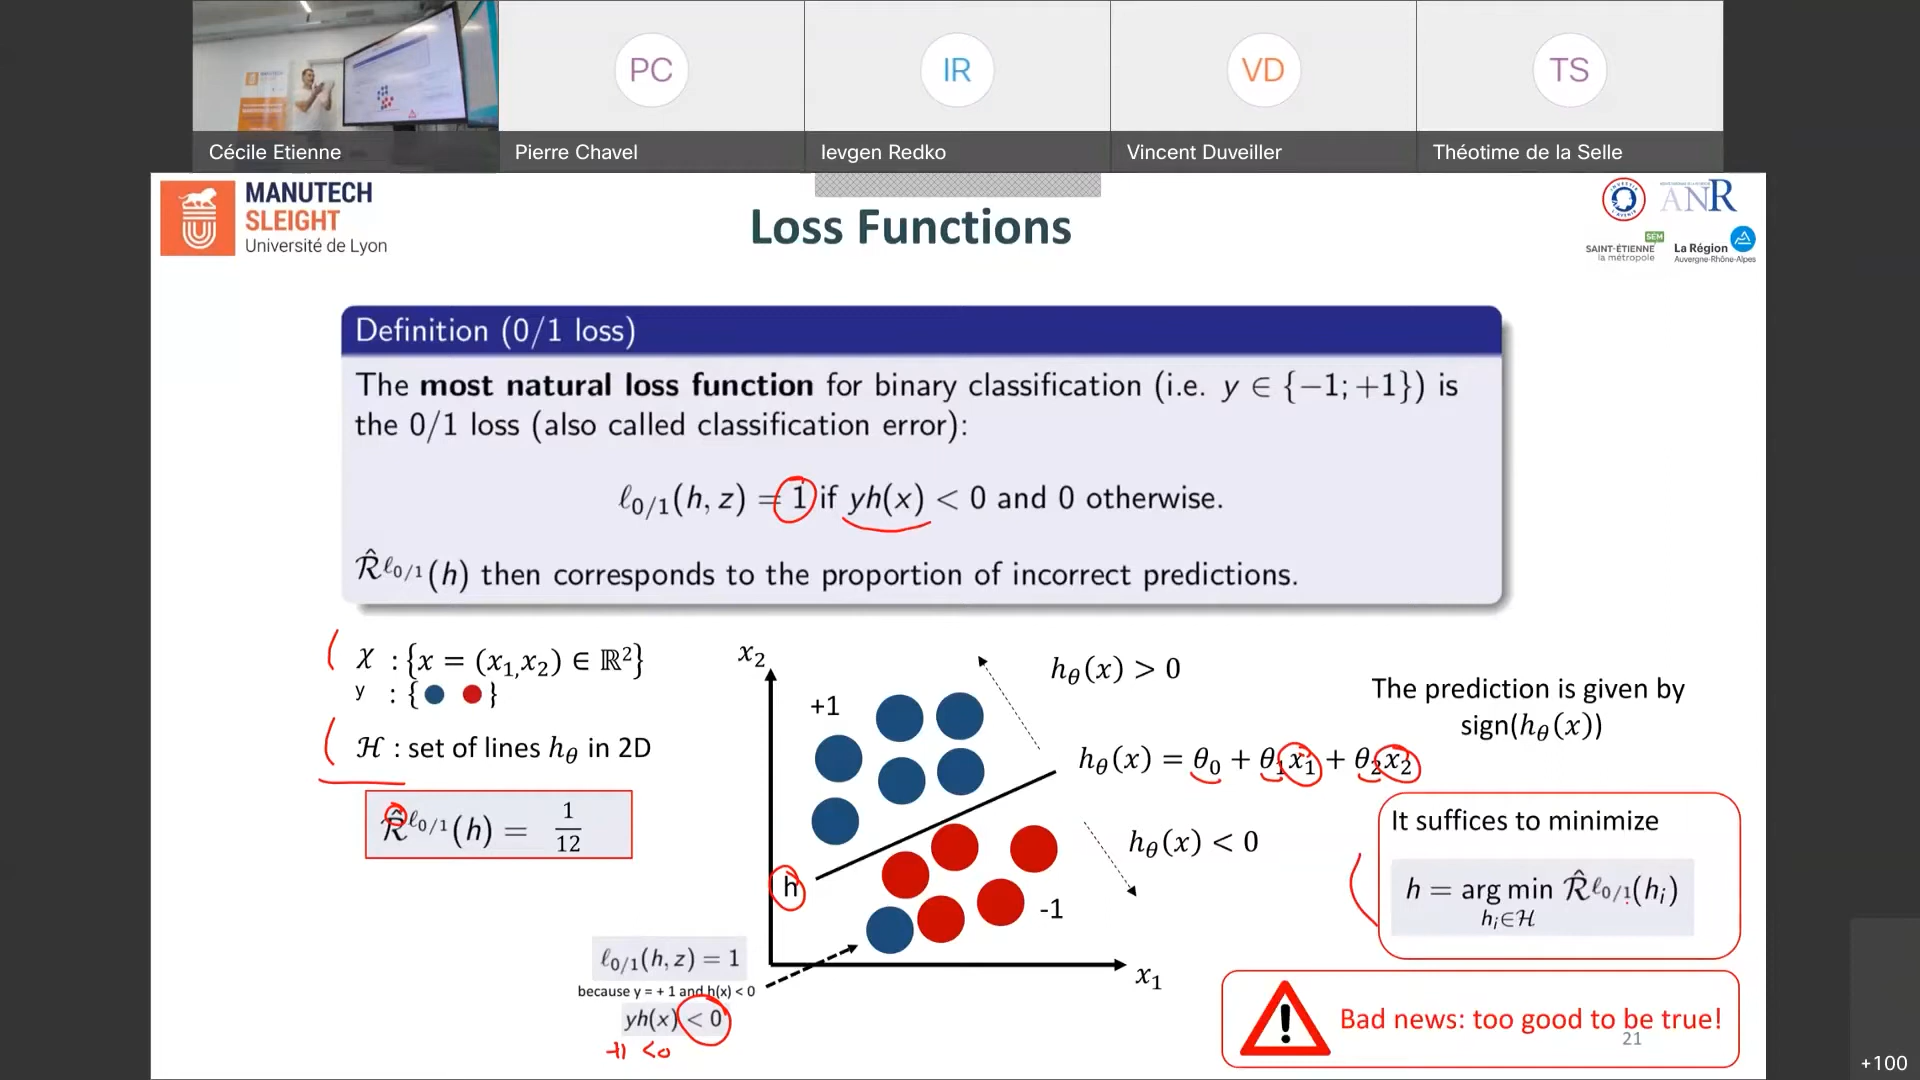 PC
IR
VD
TS
Cécile Etienne
Pierre Chavel
Ievgen Redko
Vincent Duveiller
Théotime de la Selle
MANUTECH
SLEIGHT
Université de Lyon
Loss Functions
ANR
SEM
SAINT-ÉTIENNE
la métropole
La Région
Auvergne-Rhône-Alpes
Definition (0/1 loss)
The most natural loss function for binary classification (i.e. y ∈ {−1; +1}) is
the 0/1 loss (also called classification error):
ℓ0/1(h, z) = 1 if yh(x) < 0 and 0 otherwise.
R̂^ℓ0/1(h) then corresponds to the proportion of incorrect predictions.
χ : {x = (x₁,x₂) ∈ ℝ²}
y : { }
ℋ : set of lines hθ in 2D
R̂^ℓ0/1(h) = 1/12
x₂
+1
hθ(x) > 0
hθ(x) = θ₀ + θ₁x₁ + θ₂x₂
hθ(x) < 0
h
-1
x₁
ℓ0/1(h, z) = 1
because y = + 1 and h(x) < 0
yh(x) < 0
+1 <0
The prediction is given by
sign(hθ(x))
It suffices to minimize
h = arg min R̂^ℓ0/1(hᵢ)
hᵢ∈ℋ
Bad news: too good to be true!
21
+100